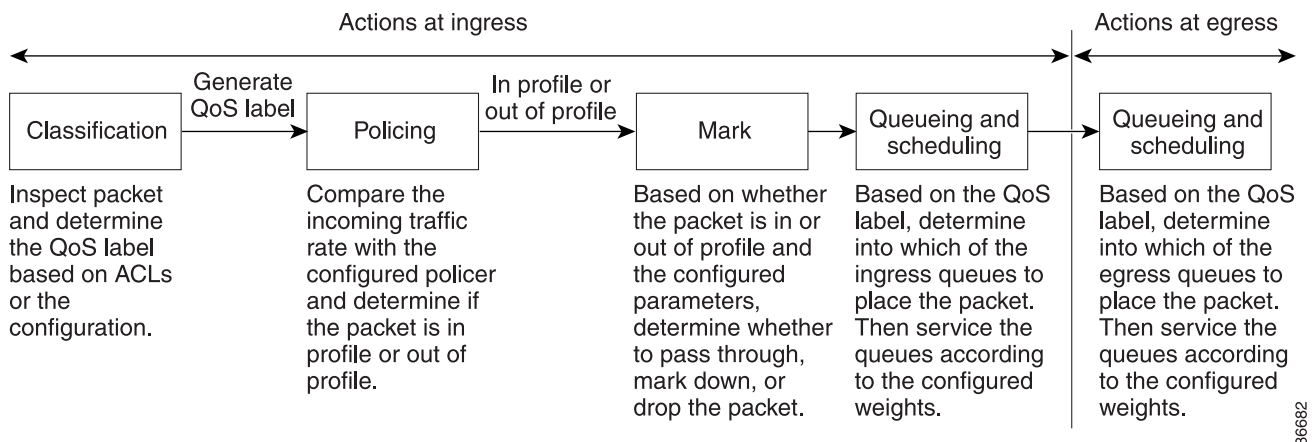 Actions at ingress
Actions at egress
Generate
QoS label
In profile or
out of profile
Classification
Policing
Mark
Queueing and
scheduling
Queueing and
scheduling
Inspect packet
and determine
the QoS label
based on ACLs
or the
configuration.
Compare the
incoming traffic
rate with the
configured policer
and determine if
the packet is in
profile or out of
profile.
Based on whether
the packet is in or
out of profile and
the configured
parameters,
determine whether
to pass through,
mark down, or
drop the packet.
Based on the QoS
label, determine
into which of the
ingress queues to
place the packet.
Then service the
queues according
to the configured
weights.
Based on the QoS
label, determine
into which of the
egress queues to
place the packet.
Then service the
queues according
to the configured
weights.